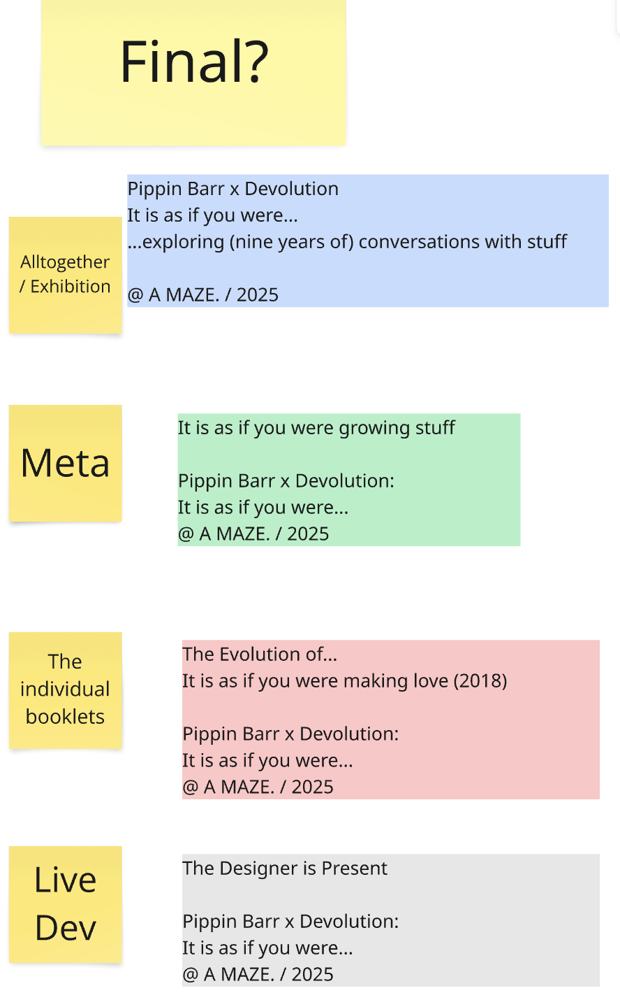 Final?
Pippin Barr x Devolution
It is as if you were...
...exploring (nine years of) conversations with stuff
@ A MAZE. / 2025
Alltogether
/ Exhibition
Meta
It is as if you were growing stuff
Pippin Barr x Devolution:
It is as if you were...
@ A MAZE. / 2025
The
individual
booklets
The Evolution of...
It is as if you were making love (2018)
Pippin Barr x Devolution:
It is as if you were...
@ A MAZE. / 2025
Live
Dev
The Designer is Present
Pippin Barr x Devolution:
It is as if you were...
@ A MAZE. / 2025